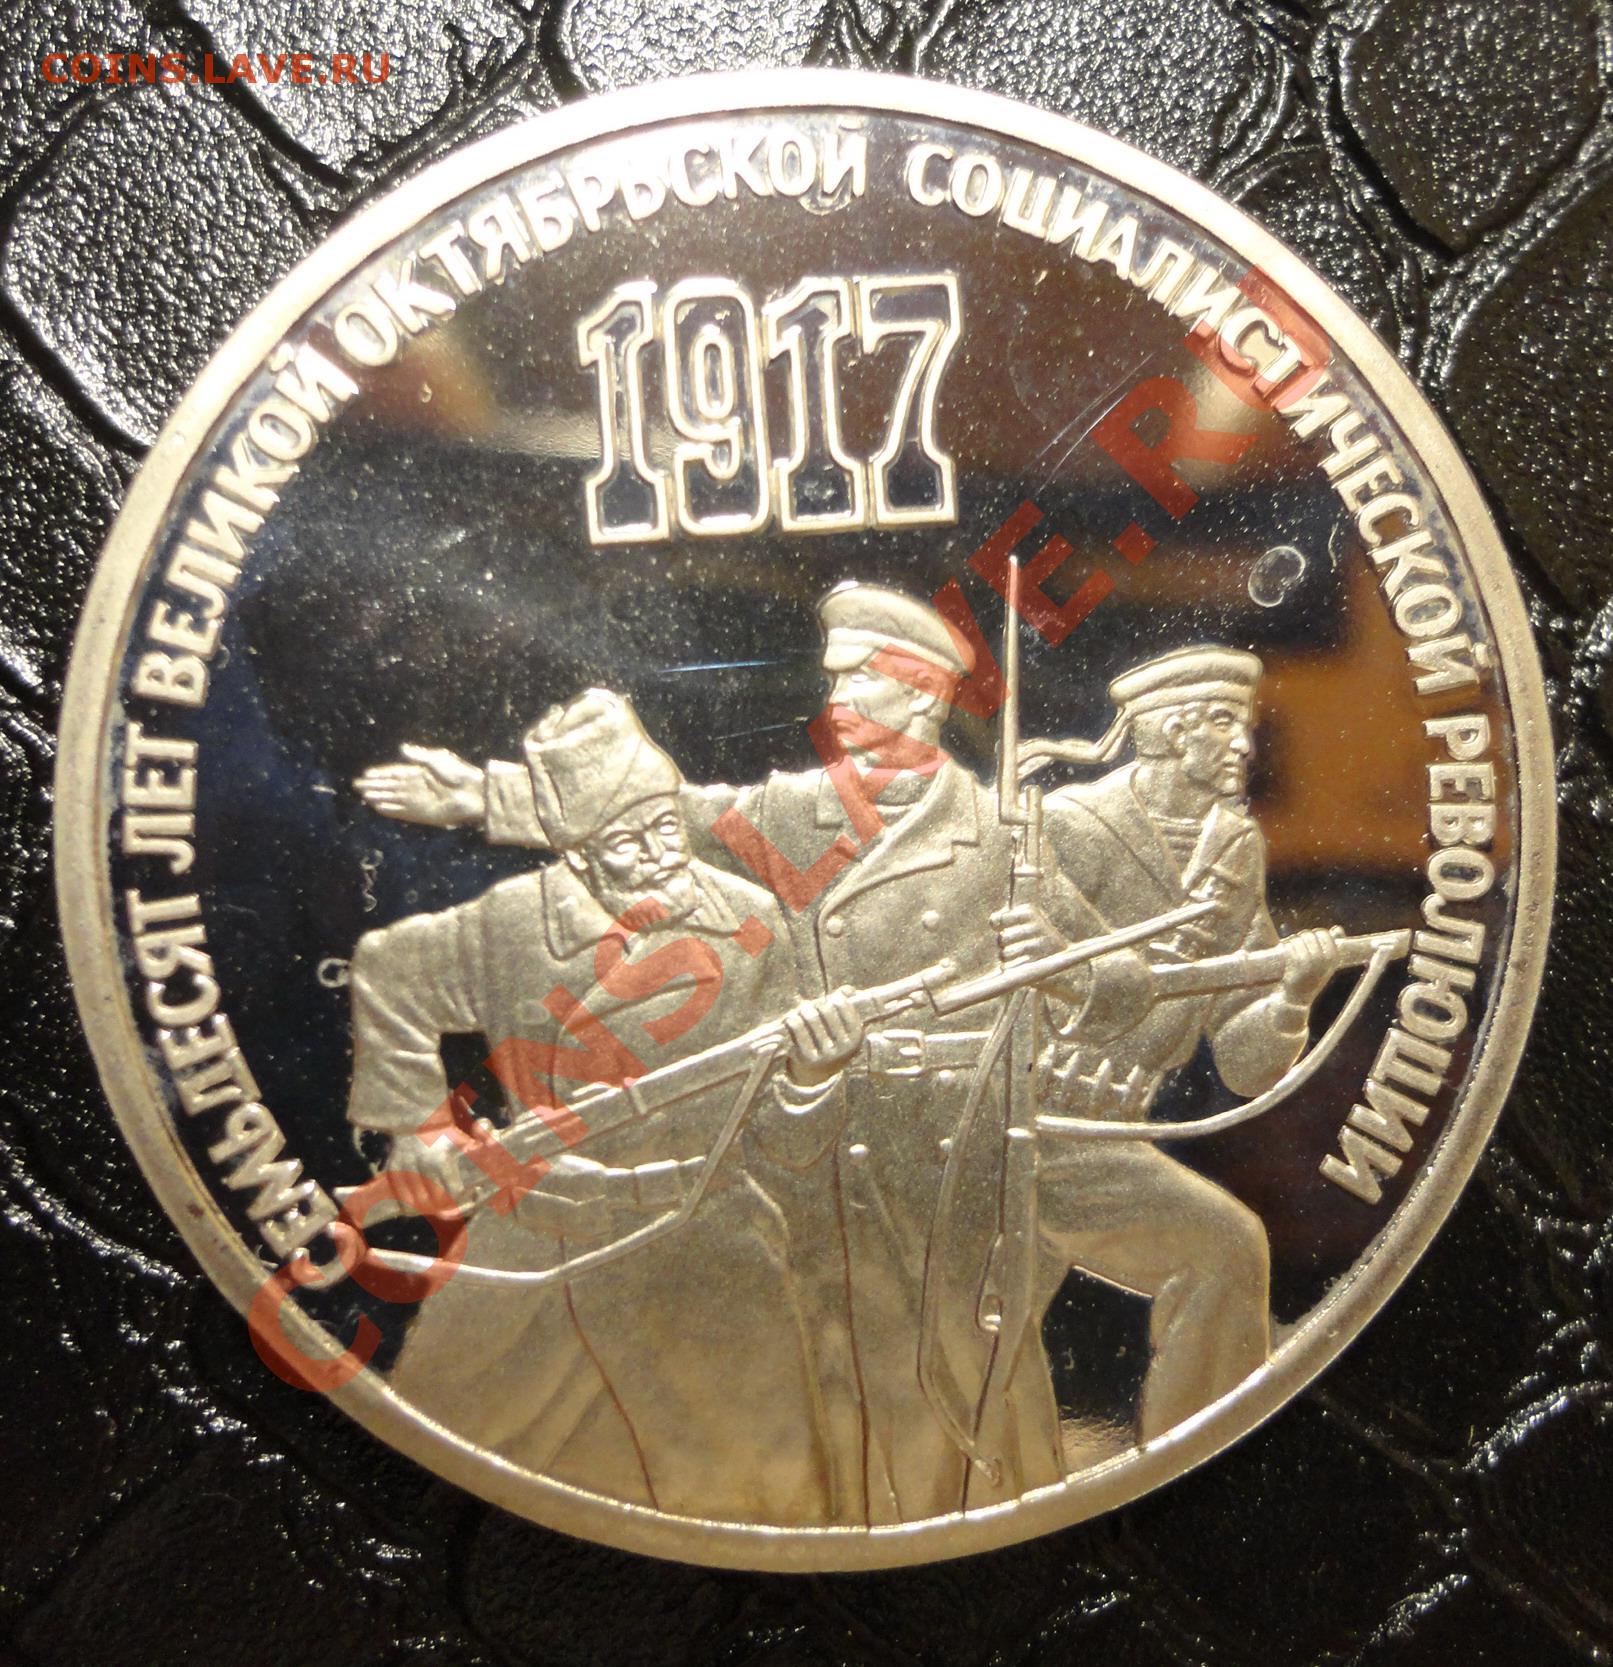 COINS.LAVE.RU
СЕМЬДЕСЯТ ЛЕТ ВЕЛИКОЙ ОКТЯБРЬСКОЙ СОЦИАЛИСТИЧЕСКОЙ РЕВОЛЮЦИИ
1917
COINS.LAVE.RU